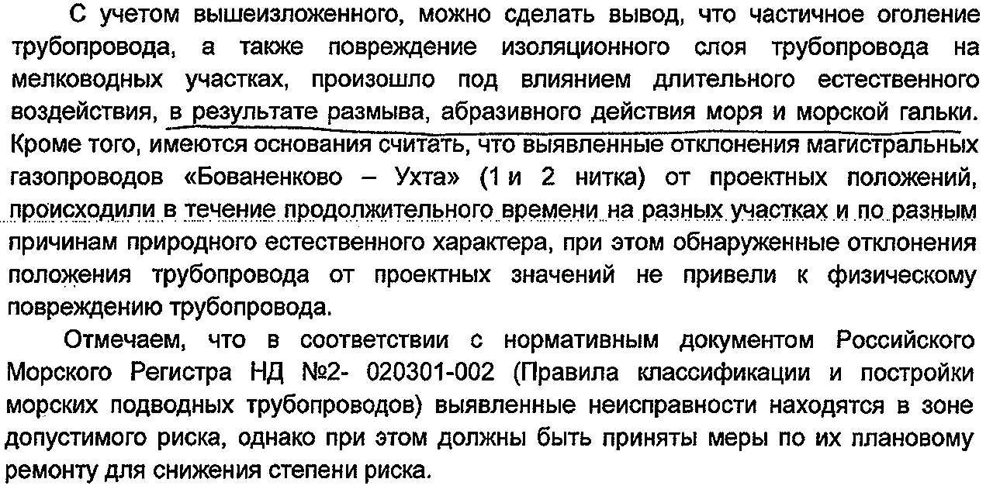 С учетом вышеизложенного, можно сделать вывод, что частичное оголение
трубопровода, а также повреждение изоляционного слоя трубопровода на
мелководных участках, произошло под влиянием длительного естественного
воздействия, в результате размыва, абразивного действия моря и морской гальки.
Кроме того, имеются основания считать, что выявленные отклонения магистральных
газопроводов «Бованенково – Ухта» (1 и 2 нитка) от проектных положений,
происходили в течение продолжительного времени на разных участках и по разным
причинам природного естественного характера, при этом обнаруженные отклонения
положения трубопровода от проектных значений не привели к физическому
повреждению трубопровода.
Отмечаем, что в соответствии с нормативным документом Российского
Морского Регистра НД №2- 020301-002 (Правила классификации и постройки
морских подводных трубопроводов) выявленные неисправности находятся в зоне
допустимого риска, однако при этом должны быть приняты меры по их плановому
ремонту для снижения степени риска.